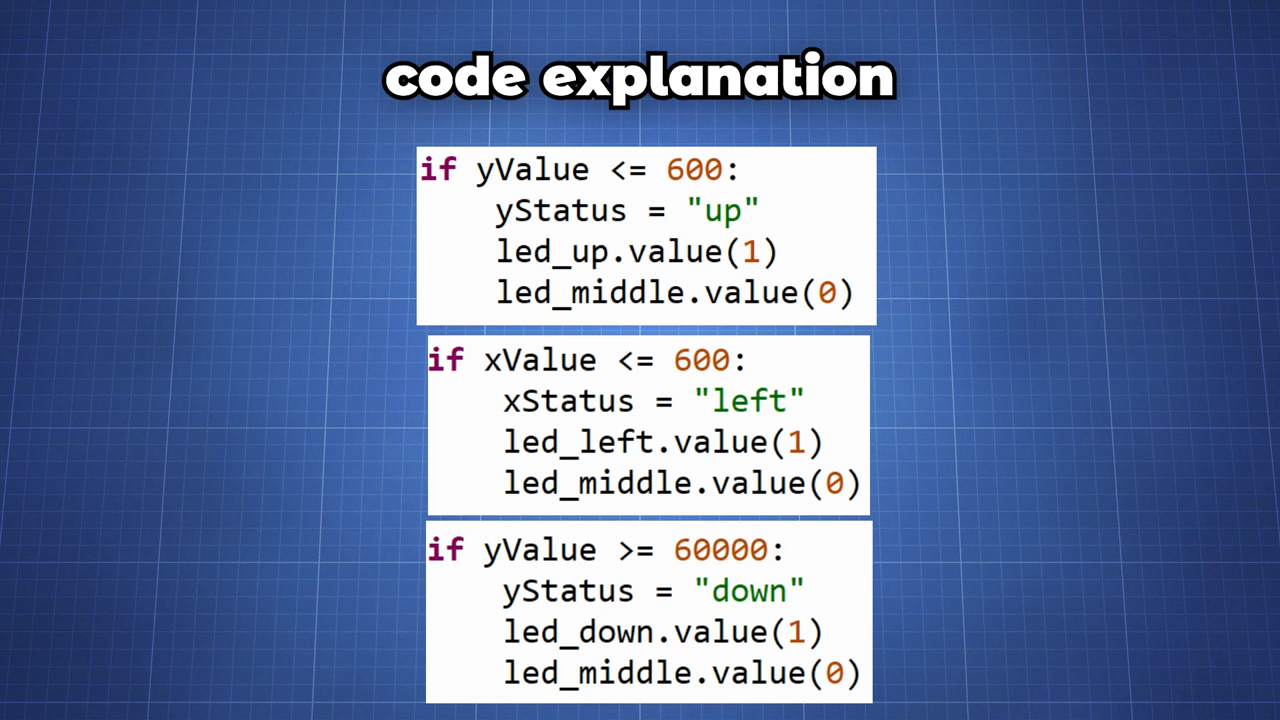 code explanation
if yValue <= 600:
    yStatus = "up"
    led_up.value(1)
    led_middle.value(0)
if xValue <= 600:
    xStatus = "left"
    led_left.value(1)
    led_middle.value(0)
if yValue >= 60000:
    yStatus = "down"
    led_down.value(1)
    led_middle.value(0)